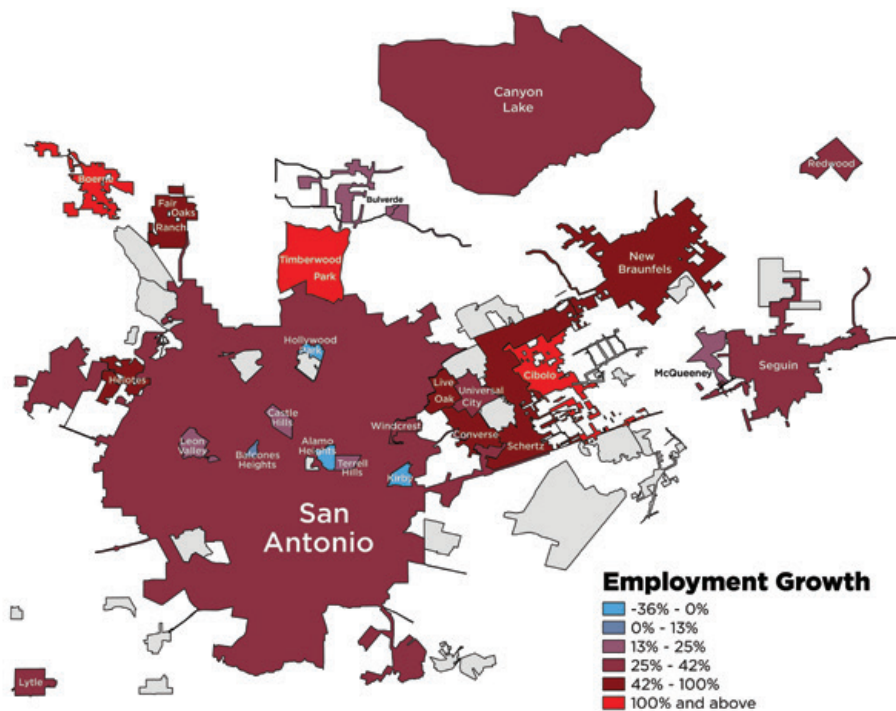 Canyon
Lake
Redwood
Boerne
Fair
Oaks
Ranch
Bulverde
Timberwood
Park
New
Braunfels
Hollywood
Park
Helotes
Live
Oak
Universal
City
Cibolo
McQueeney
Seguin
Castle
Hills
Windcrest
Leon
Valley
Balcones
Heights
Alamo
Heights
Terrell
Hills
Converse
Schertz
Kirby
San
Antonio
Lytle
Employment Growth
-36% - 0%
0% - 13%
13% - 25%
25% - 42%
42% - 100%
100% and above